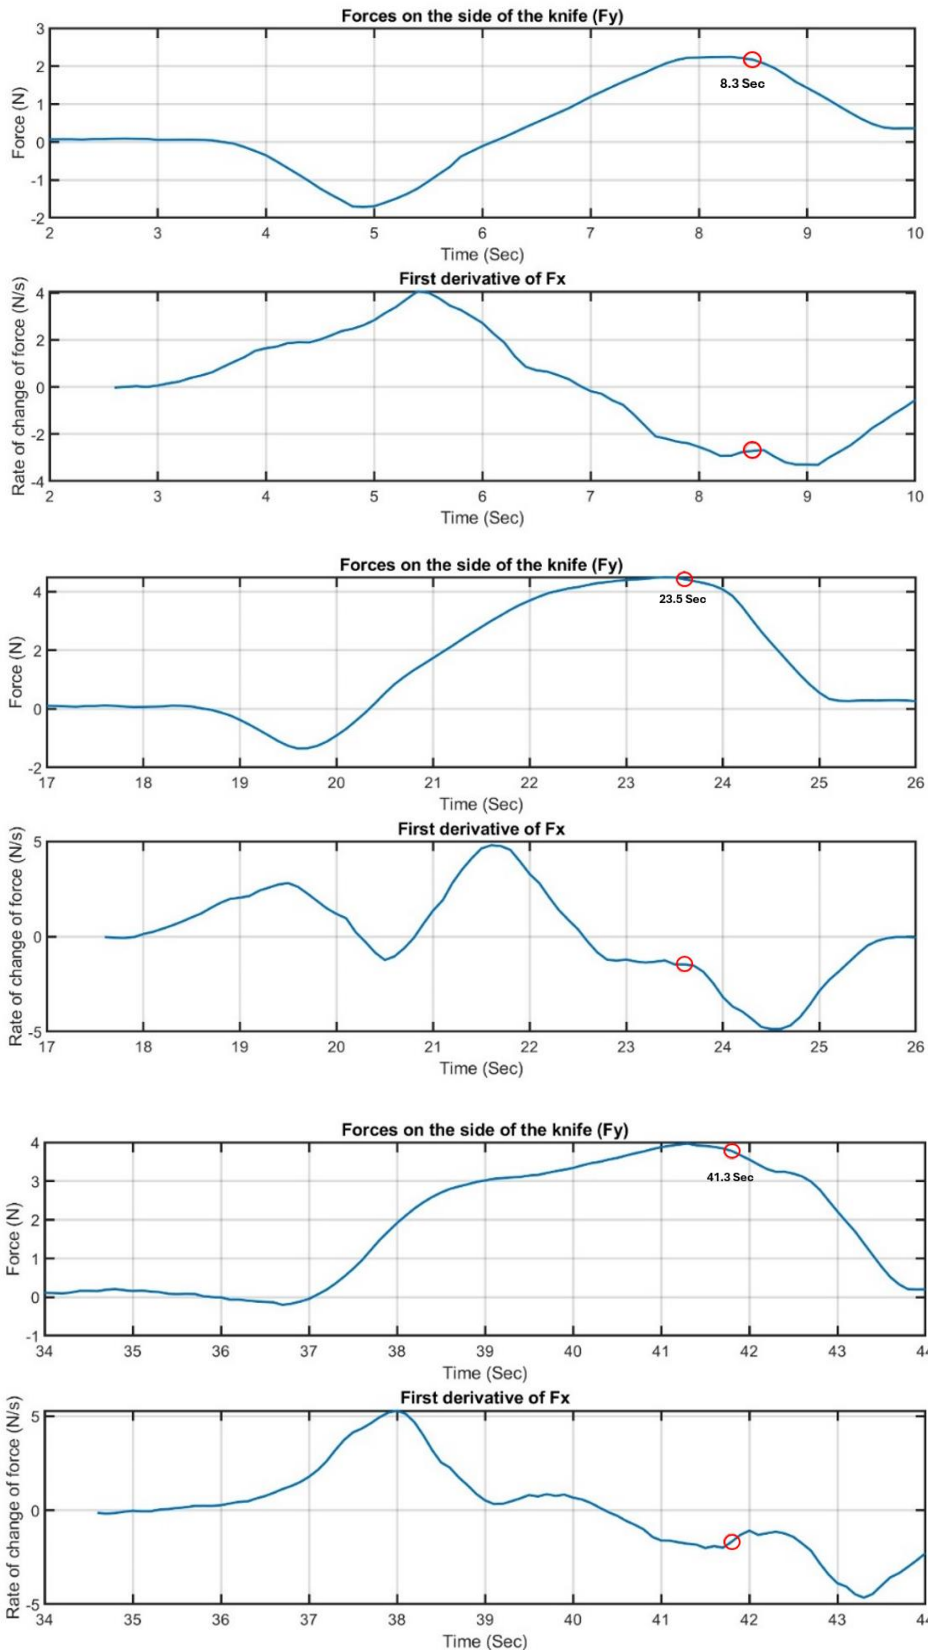 Forces on the side of the knife (Fy)
3
2
1
0
-1
-2
Force (N)
8.3 Sec
2 3 4 5 6 7 8 9 10
Time (Sec)
First derivative of Fx
4
2
0
-2
-4
Rate of change of force (N/s)
2 3 4 5 6 7 8 9 10
Time (Sec)
Forces on the side of the knife (Fy)
4
2
0
-2
Force (N)
23.5 Sec
17 18 19 20 21 22 23 24 25 26
Time (Sec)
First derivative of Fx
5
0
-5
Rate of change of force (N/s)
17 18 19 20 21 22 23 24 25 26
Time (Sec)
Forces on the side of the knife (Fy)
4
3
2
1
0
-1
Force (N)
41.3 Sec
34 35 36 37 38 39 40 41 42 43 44
Time (Sec)
First derivative of Fx
5
0
-5
Rate of change of force (N/s)
34 35 36 37 38 39 40 41 42 43 44
Time (Sec)